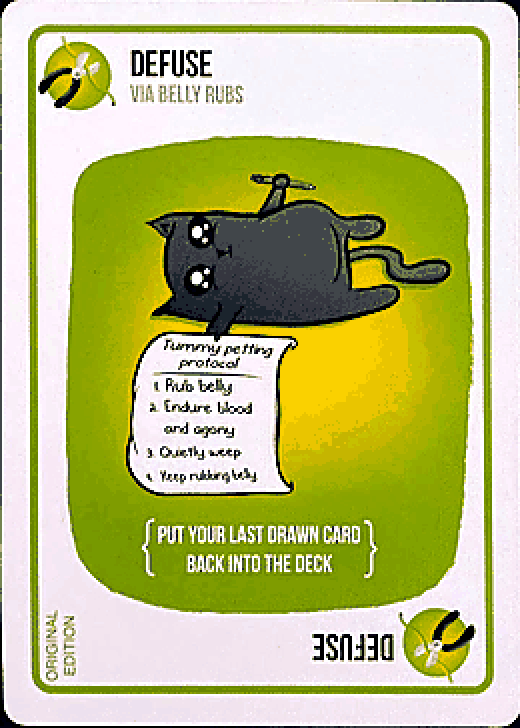 DEFUSE
VIA BELLY RUBS
Tummy petting
protocol
1. Rub belly
2. Endure blood
and agony
3. Quietly weep
4. Keep rubbing belly
{PUT YOUR LAST DRAWN CARD
BACK INTO THE DECK}
ORIGINAL
EDITION
DEFUSE